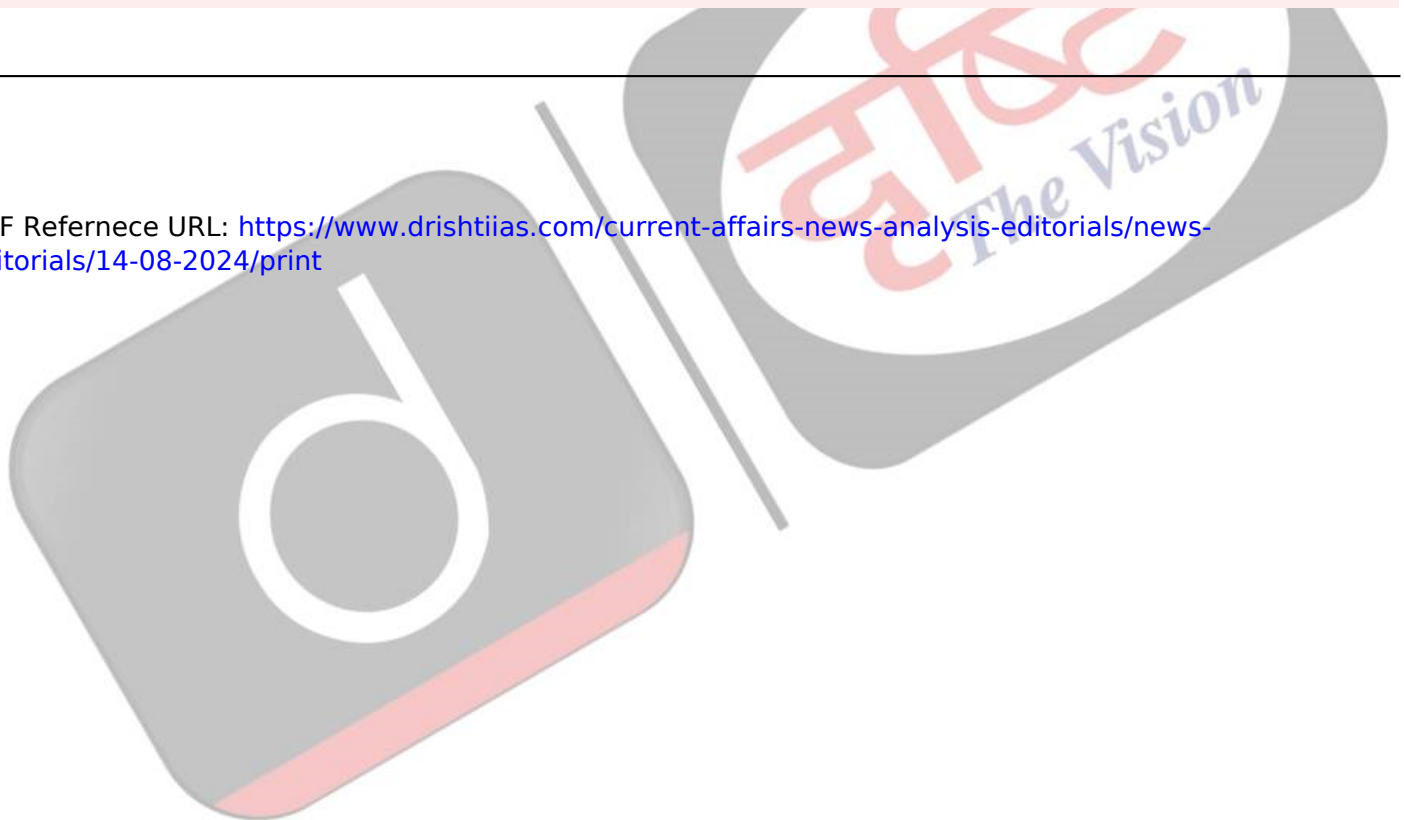 दृष्टि
The Vision
F Refernece URL: https://www.drishtiias.com/current-affairs-news-analysis-editorials/news-
itorials/14-08-2024/print
d